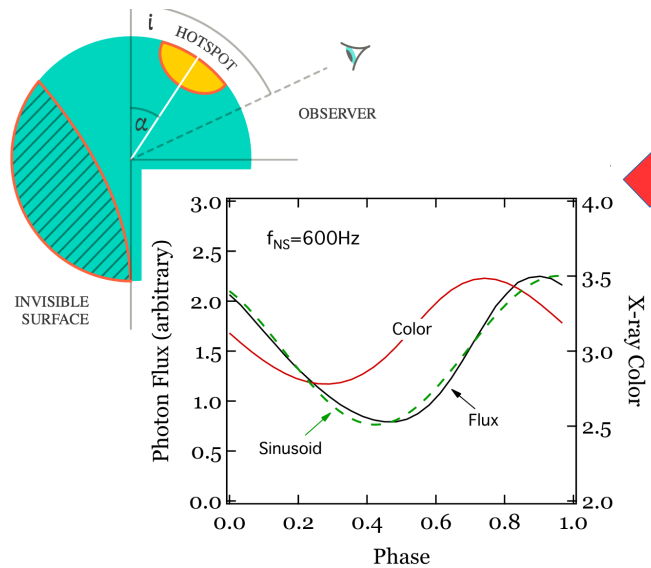 i
HOTSPOT
α
OBSERVER
INVISIBLE
SURFACE
3.0
2.5
2.0
1.5
1.0
0.5
0.0
Photon Flux (arbitrary)
f_NS=600Hz
Color
Sinusoid
Flux
4.0
3.5
3.0
2.5
2.0
X-ray Color
0.0 0.2 0.4 0.6 0.8 1.0
Phase